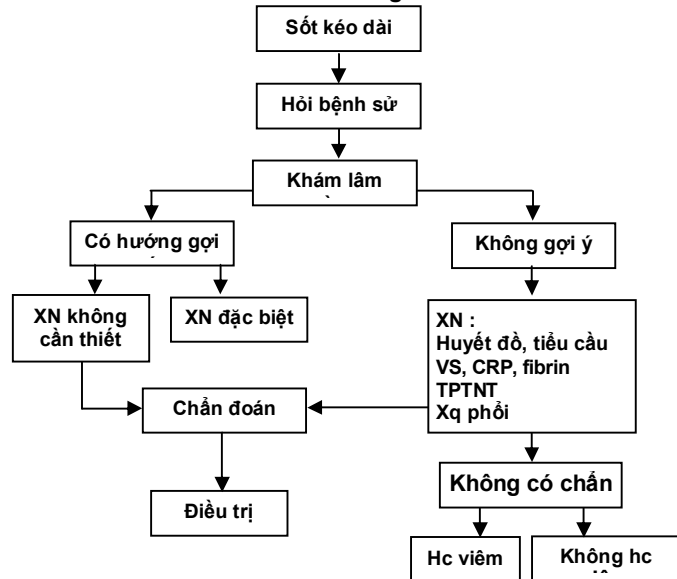 Sốt kéo dài
Hỏi bệnh sử
Khám lâm
Có hướng gợi
Không gợi ý
XN không
cần thiết
XN đặc biệt
XN :
Huyết đồ, tiểu cầu
VS, CRP, fibrin
TPTNT
Xq phổi
Chẩn đoán
Điều trị
Không có chẩn
Hc viêm
Không hc